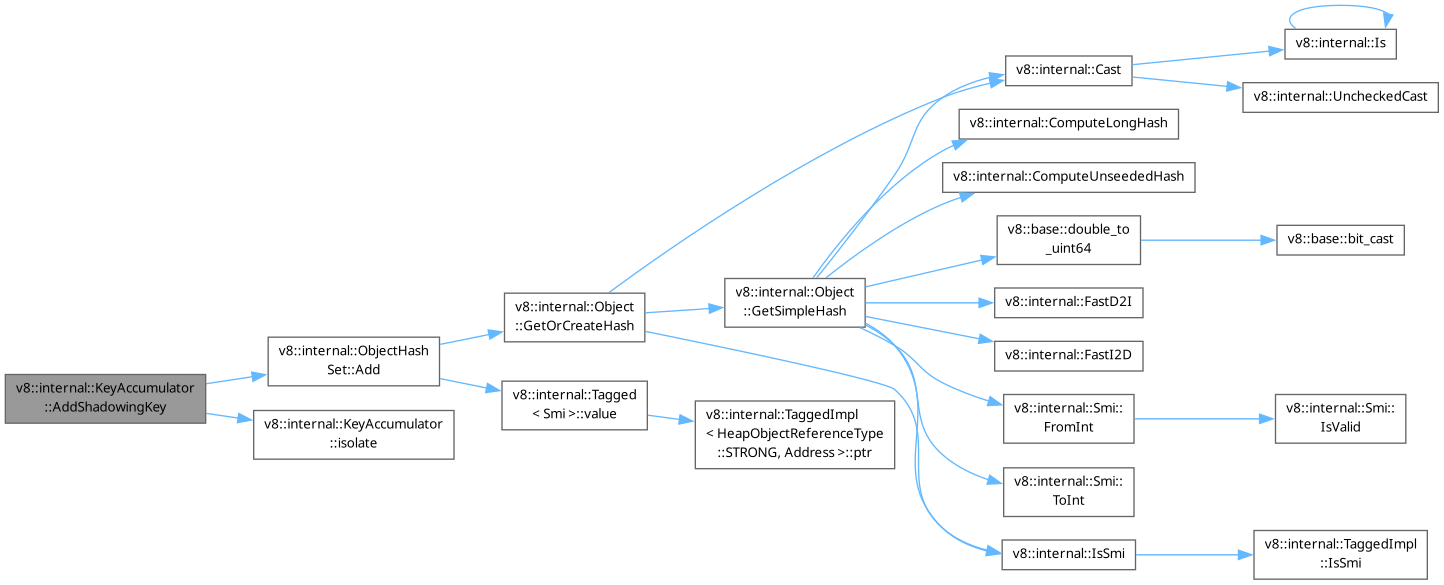 v8::internal::KeyAccumulator
::AddShadowingKey
v8::internal::ObjectHash
Set::Add
v8::internal::KeyAccumulator
::isolate
v8::internal::Object
::GetOrCreateHash
v8::internal::Tagged
< Smi >::value
v8::internal::TaggedImpl
< HeapObjectReferenceType
::STRONG, Address >::ptr
v8::internal::Object
::GetSimpleHash
v8::internal::Cast
v8::internal::ComputeLongHash
v8::internal::ComputeUnseededHash
v8::base::double_to
_uint64
v8::internal::FastD2I
v8::internal::FastI2D
v8::internal::Smi::
FromInt
v8::internal::Smi::
ToInt
v8::internal::IsSmi
v8::internal::Is
v8::internal::UncheckedCast
v8::base::bit_cast
v8::internal::Smi::
IsValid
v8::internal::TaggedImpl
::IsSmi